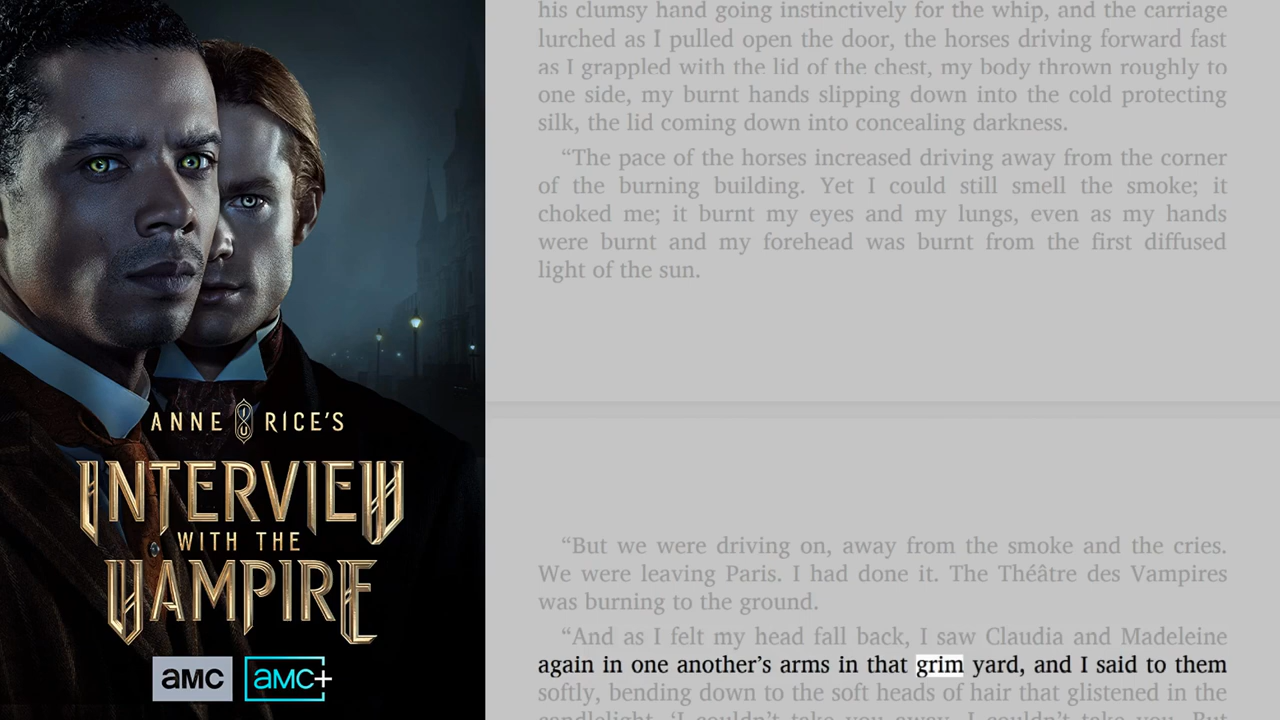 ANNE RICE'S
INTERVIEW
WITH THE
VAMPIRE
amc
amc+
his clumsy hand going instinctively for the whip, and the carriage
lurched as I pulled open the door, the horses driving forward fast
as I grappled with the lid of the chest, my body thrown roughly to
one side, my burnt hands slipping down into the cold protecting
silk, the lid coming down into concealing darkness.
“The pace of the horses increased driving away from the corner
of the burning building. Yet I could still smell the smoke; it
choked me; it burnt my eyes and my lungs, even as my hands
were burnt and my forehead was burnt from the first diffused
light of the sun.
“But we were driving on, away from the smoke and the cries.
We were leaving Paris. I had done it. The Théâtre des Vampires
was burning to the ground.
“And as I felt my head fall back, I saw Claudia and Madeleine
again in one another’s arms in that grim yard, and I said to them
softly, bending down to the soft heads of hair that glistened in the
candlelight, ‘I couldn’t take you away. I couldn’t take you. But